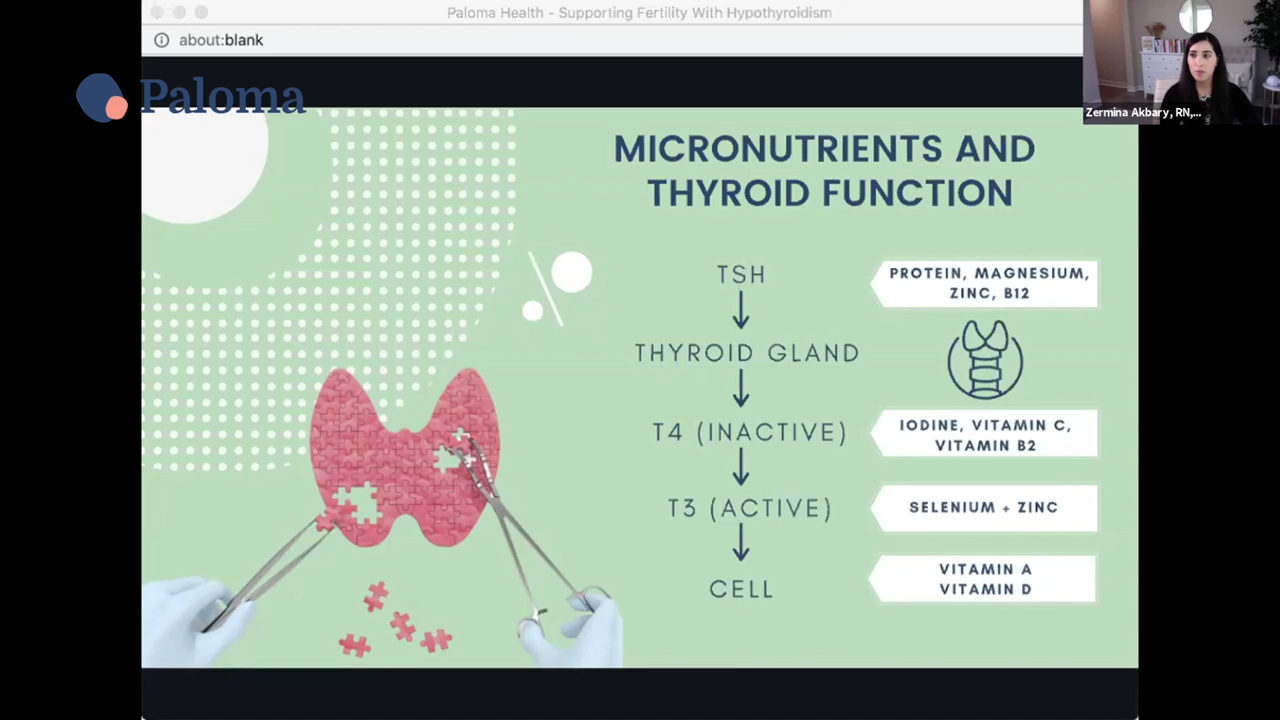 Paloma Health - Supporting Fertility With Hypothyroidism
about:blank
Paloma
Zermina Akbary, RN,...
MICRONUTRIENTS AND
THYROID FUNCTION
TSH
PROTEIN, MAGNESIUM,
ZINC, B12
THYROID GLAND
T4 (INACTIVE)
IODINE, VITAMIN C,
VITAMIN B2
T3 (ACTIVE)
SELENIUM + ZINC
CELL
VITAMIN A
VITAMIN D